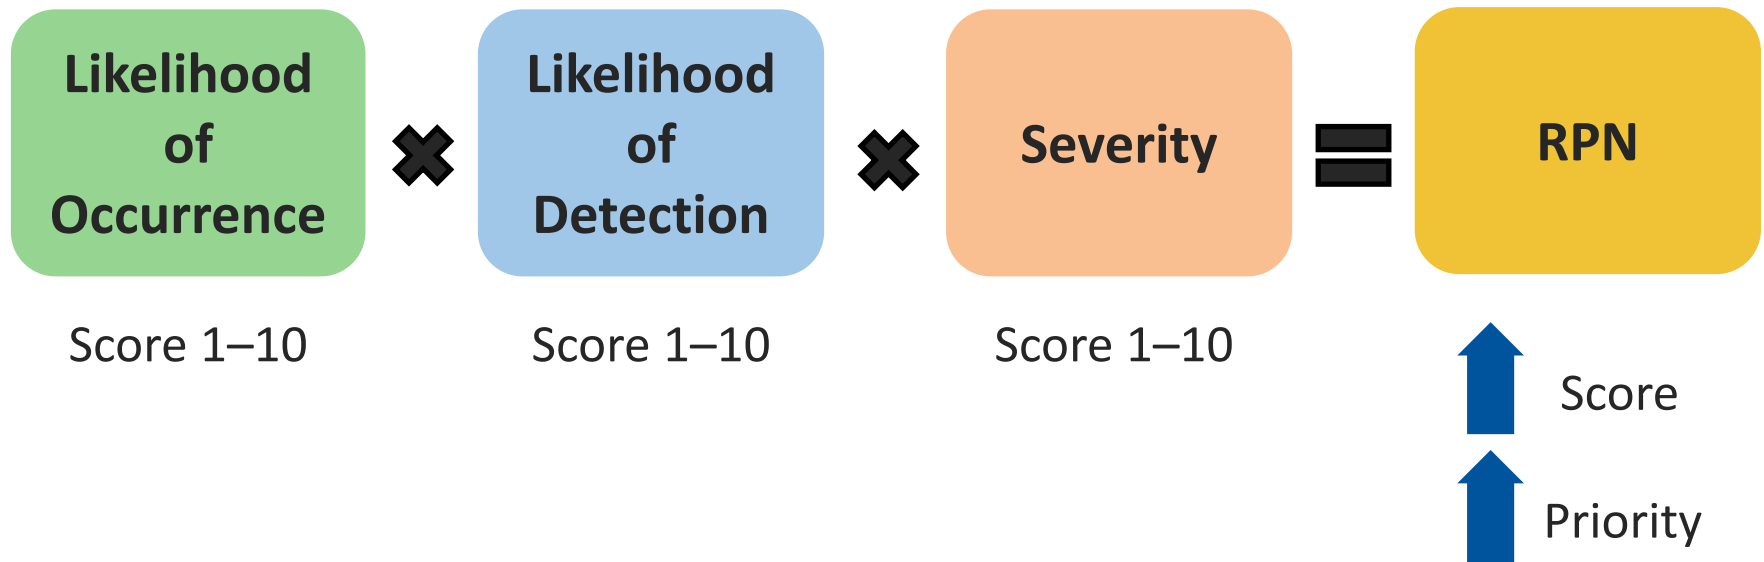 Likelihood
of
Occurrence
Likelihood
of
Detection
Severity
RPN
Score 1–10
Score 1–10
Score 1–10
Score
Priority